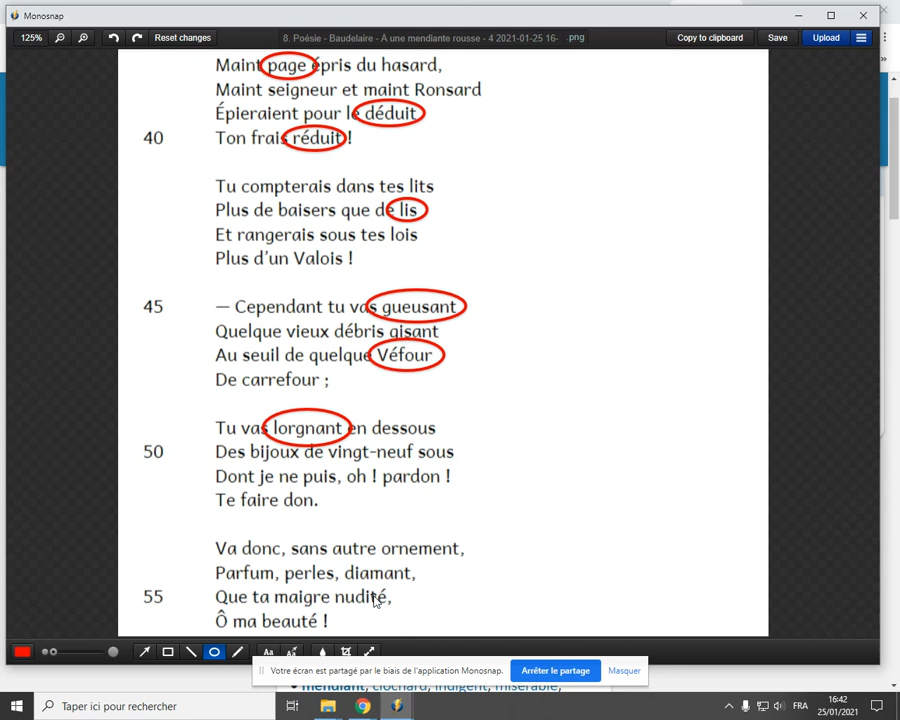 Monosnap
125% Reset changes 8. Poésie - Baudelaire - À une mendiante rousse - 4 2021-01-25 16- .png Copy to clipboard Save Upload
Maint page épris du hasard,
Maint seigneur et maint Ronsard
Épieraient pour le déduit
40 Ton frais réduit !
Tu compterais dans tes lits
Plus de baisers que de lis
Et rangerais sous tes lois
Plus d'un Valois !
45 — Cependant tu vas gueusant
Quelque vieux débris gisant
Au seuil de quelque Véfour
De carrefour ;
Tu vas lorgnant en dessous
50 Des bijoux de vingt-neuf sous
Dont je ne puis, oh ! pardon !
Te faire don.
Va donc, sans autre ornement,
Parfum, perles, diamant,
55 Que ta maigre nudité,
Ô ma beauté !
Aa
Votre écran est partagé par le biais de l'application Monosnap. Arrêter le partage Masquer
mendiant, clochard, indigent, misérable,
Taper ici pour rechercher FRA 16:42
25/01/2021